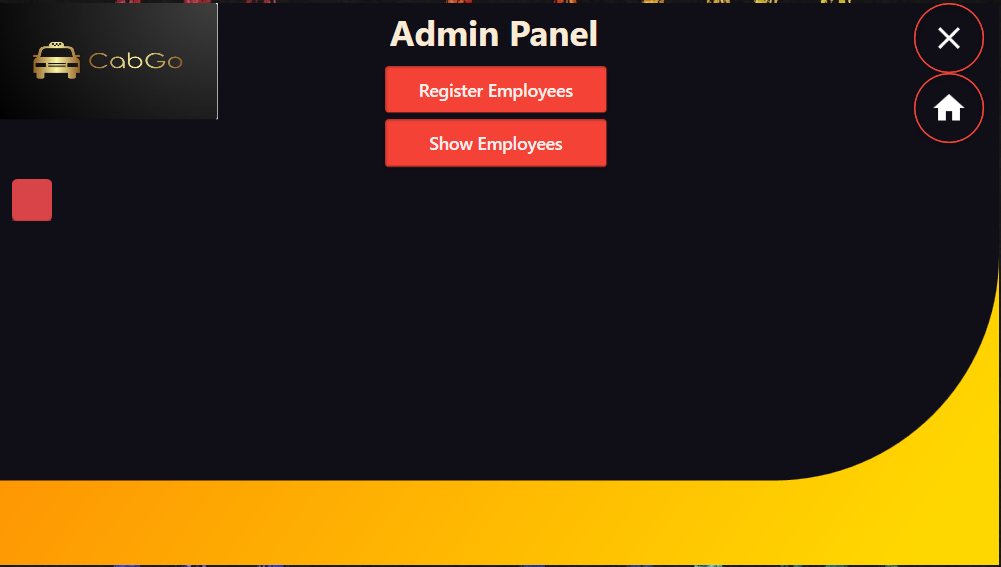 CabGo
Admin Panel
Register Employees
Show Employees